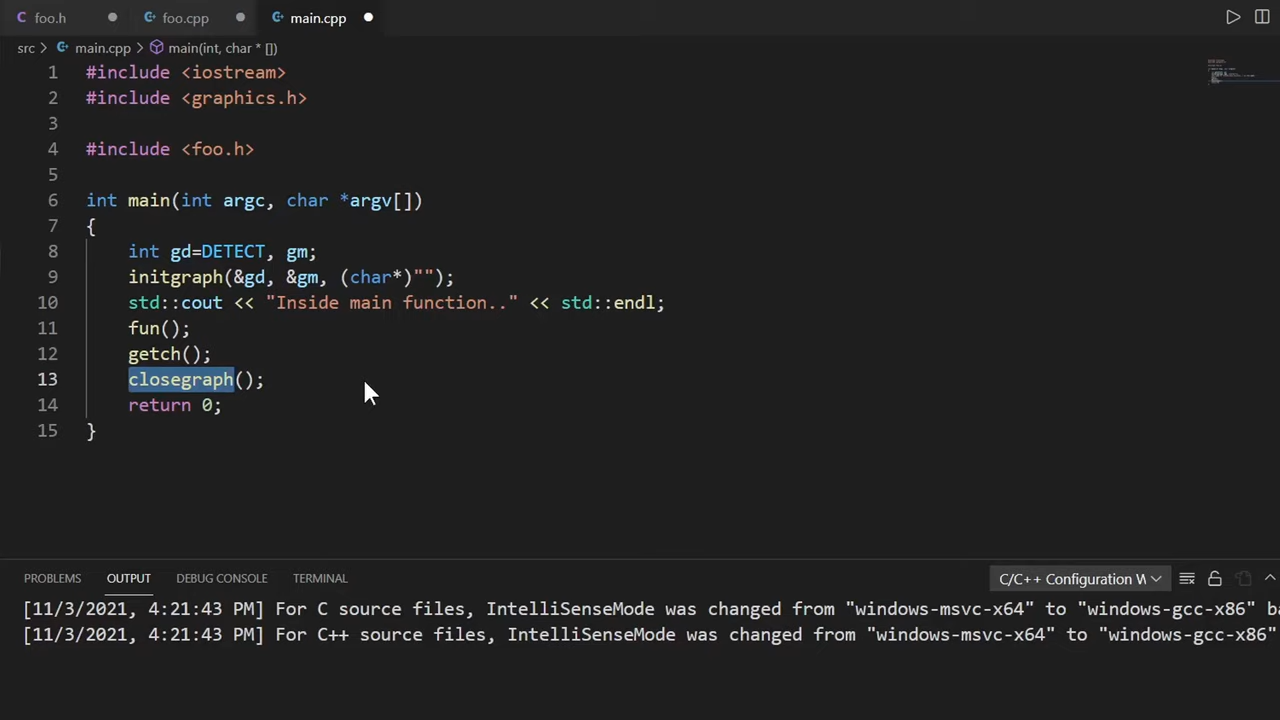 foo.h foo.cpp main.cpp
src > main.cpp > main(int, char * [])
1 #include <iostream>
2 #include <graphics.h>
3
4 #include <foo.h>
5
6 int main(int argc, char *argv[])
7 {
8 int gd=DETECT, gm;
9 initgraph(&gd, &gm, (char*)"");
10 std::cout << "Inside main function.." << std::endl;
11 fun();
12 getch();
13 closegraph();
14 return 0;
15 }
PROBLEMS OUTPUT DEBUG CONSOLE TERMINAL C/C++ Configuration W
[11/3/2021, 4:21:43 PM] For C source files, IntelliSenseMode was changed from "windows-msvc-x64" to "windows-gcc-x86" ba
[11/3/2021, 4:21:43 PM] For C++ source files, IntelliSenseMode was changed from "windows-msvc-x64" to "windows-gcc-x86"